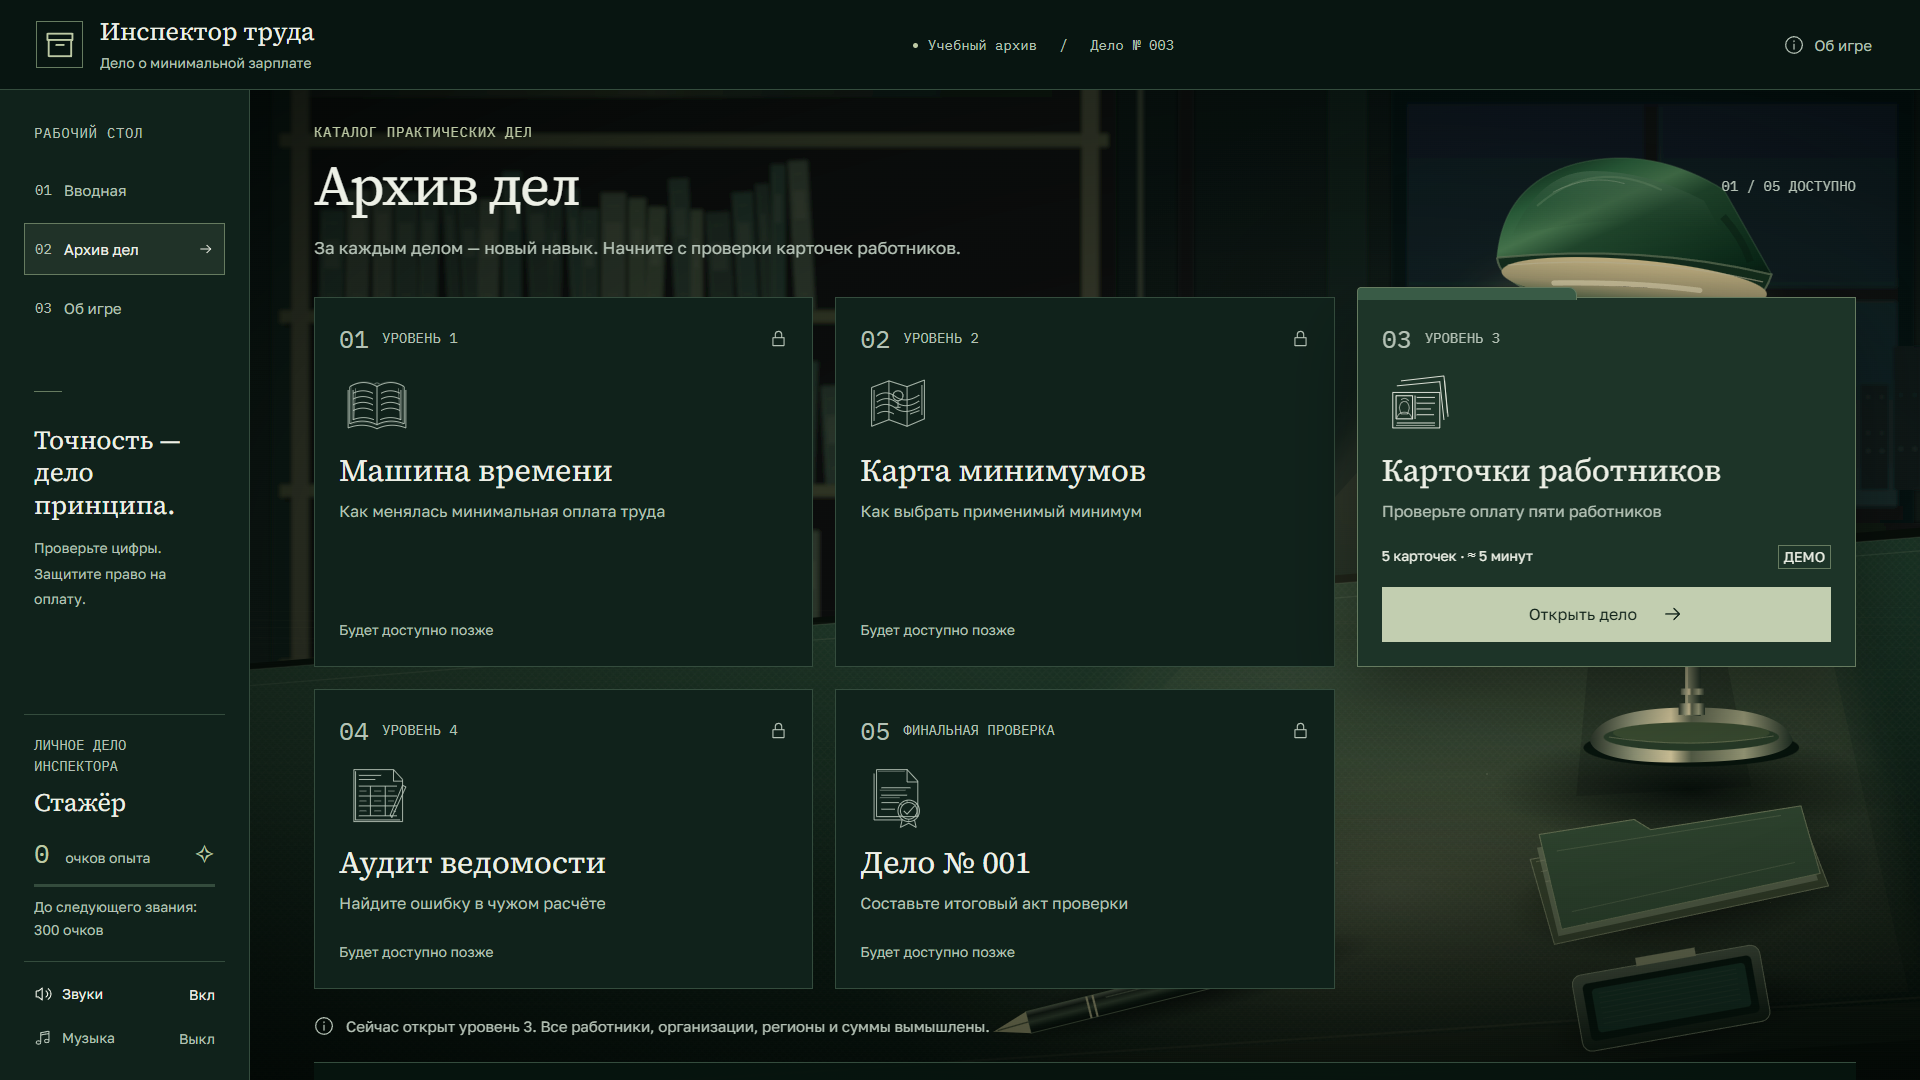 Инспектор труда
Дело о минимальной зарплате
• Учебный архив / Дело № 003
Об игре
РАБОЧИЙ СТОЛ
01 Вводная
02 Архив дел →
03 Об игре
Точность —
дело
принципа.
Проверьте цифры.
Защитите право на
оплату.
ЛИЧНОЕ ДЕЛО
ИНСПЕКТОРА
Стажёр
0 очков опыта
До следующего звания:
300 очков
Звуки Вкл
Музыка Выкл
КАТАЛОГ ПРАКТИЧЕСКИХ ДЕЛ
Архив дел
01 / 05 ДОСТУПНО
За каждым делом — новый навык. Начните с проверки карточек работников.
01 УРОВЕНЬ 1
Машина времени
Как менялась минимальная оплата труда
Будет доступно позже
02 УРОВЕНЬ 2
Карта минимумов
Как выбрать применимый минимум
Будет доступно позже
03 УРОВЕНЬ 3
Карточки работников
Проверьте оплату пяти работников
5 карточек · ≈ 5 минут
ДЕМО
Открыть дело →
04 УРОВЕНЬ 4
Аудит ведомости
Найдите ошибку в чужом расчёте
Будет доступно позже
05 ФИНАЛЬНАЯ ПРОВЕРКА
Дело № 001
Составьте итоговый акт проверки
Будет доступно позже
Сейчас открыт уровень 3. Все работники, организации, регионы и суммы вымышлены.